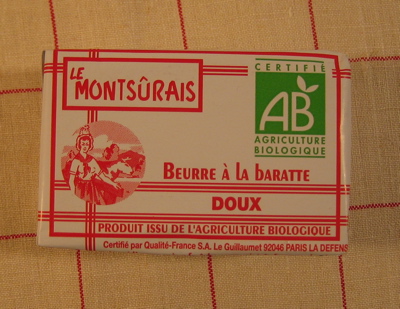 LE
MONTSÛRAIS
CERTIFIÉ
AB
AGRICULTURE
BIOLOGIQUE
BEURRE À LA BARATTE
DOUX
PRODUIT ISSU DE L'AGRICULTURE BIOLOGIQUE
Certifié par Qualité-France S.A. Le Guillaumet 92046 PARIS LA DEFENS